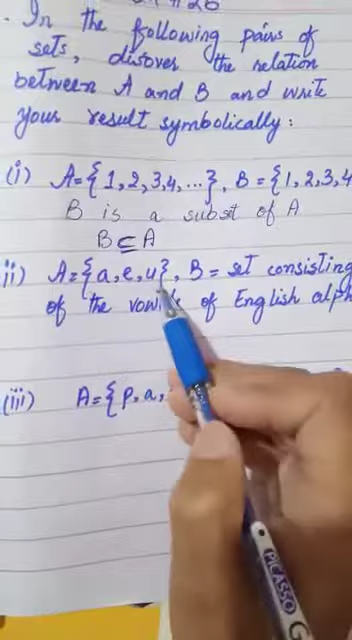 In the following pairs of
sets, disover the relation
between A and B and write
your result symbolically:
(i) A={1,2,3,4,...}, B={1,2,3,4
B is a subset of A
B⊆A
ii) A={a,e,u}, B = set consisting
of the vowels of English alph
(iii) A={p,a,
PICASSO